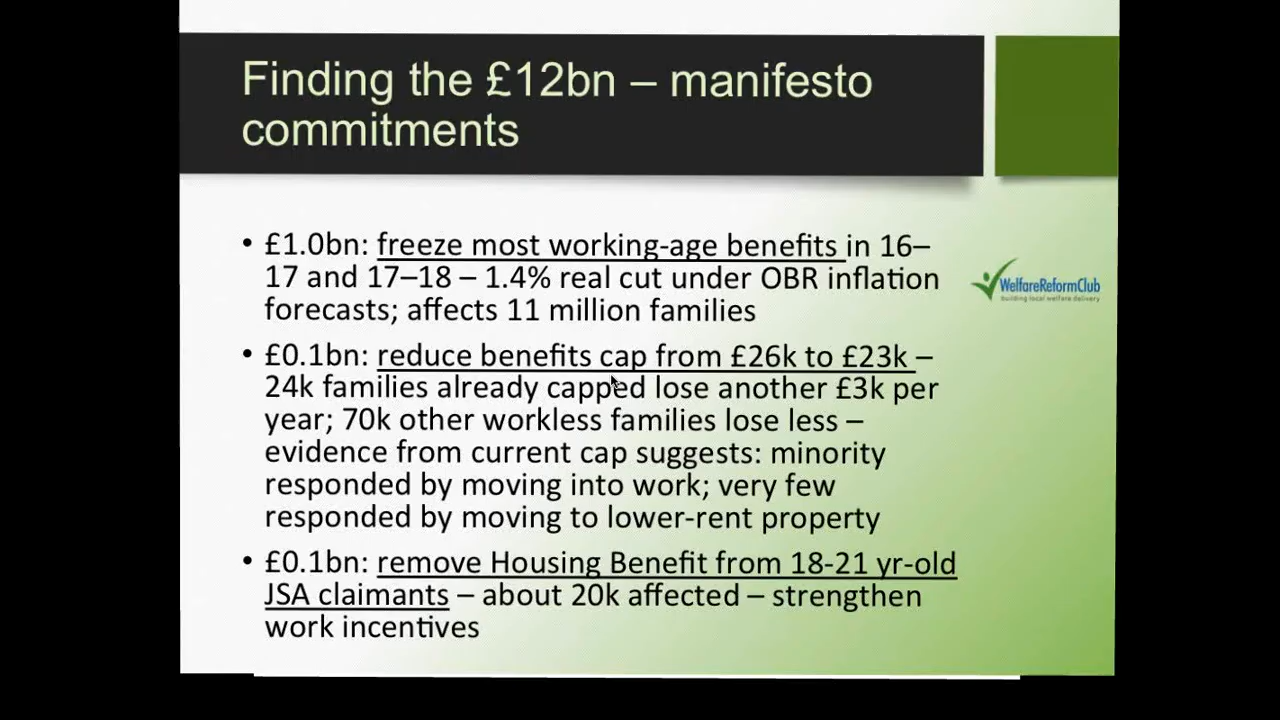 Finding the £12bn – manifesto
commitments
• £1.0bn: freeze most working-age benefits in 16–
17 and 17–18 – 1.4% real cut under OBR inflation
forecasts; affects 11 million families
• £0.1bn: reduce benefits cap from £26k to £23k –
24k families already capped lose another £3k per
year; 70k other workless families lose less –
evidence from current cap suggests: minority
responded by moving into work; very few
responded by moving to lower-rent property
• £0.1bn: remove Housing Benefit from 18-21 yr-old
JSA claimants – about 20k affected – strengthen
work incentives
WelfareReformClub
building local welfare delivery